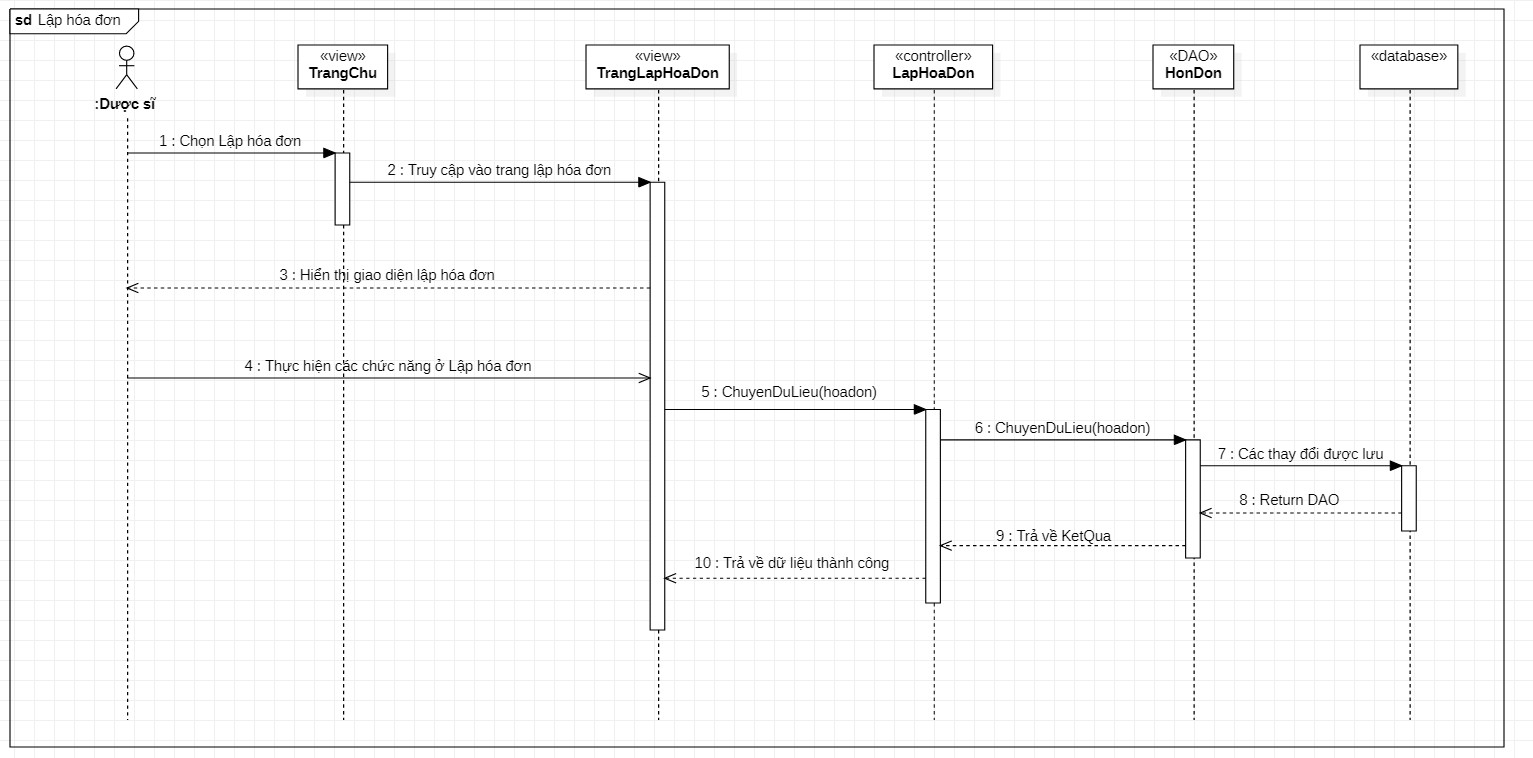 sd Lập hóa đơn
«view»
TrangChu
«view»
TrangLapHoaDon
«controller»
LapHoaDon
«DAO»
HonDon
«database»
:Dược sĩ
1 : Chọn Lập hóa đơn
2 : Truy cập vào trang lập hóa đơn
3 : Hiển thị giao diện lập hóa đơn
4 : Thực hiện các chức năng ở Lập hóa đơn
5 : ChuyenDuLieu(hoadon)
6 : ChuyenDuLieu(hoadon)
7 : Các thay đổi được lưu
8 : Return DAO
9 : Trả về KetQua
10 : Trả về dữ liệu thành công